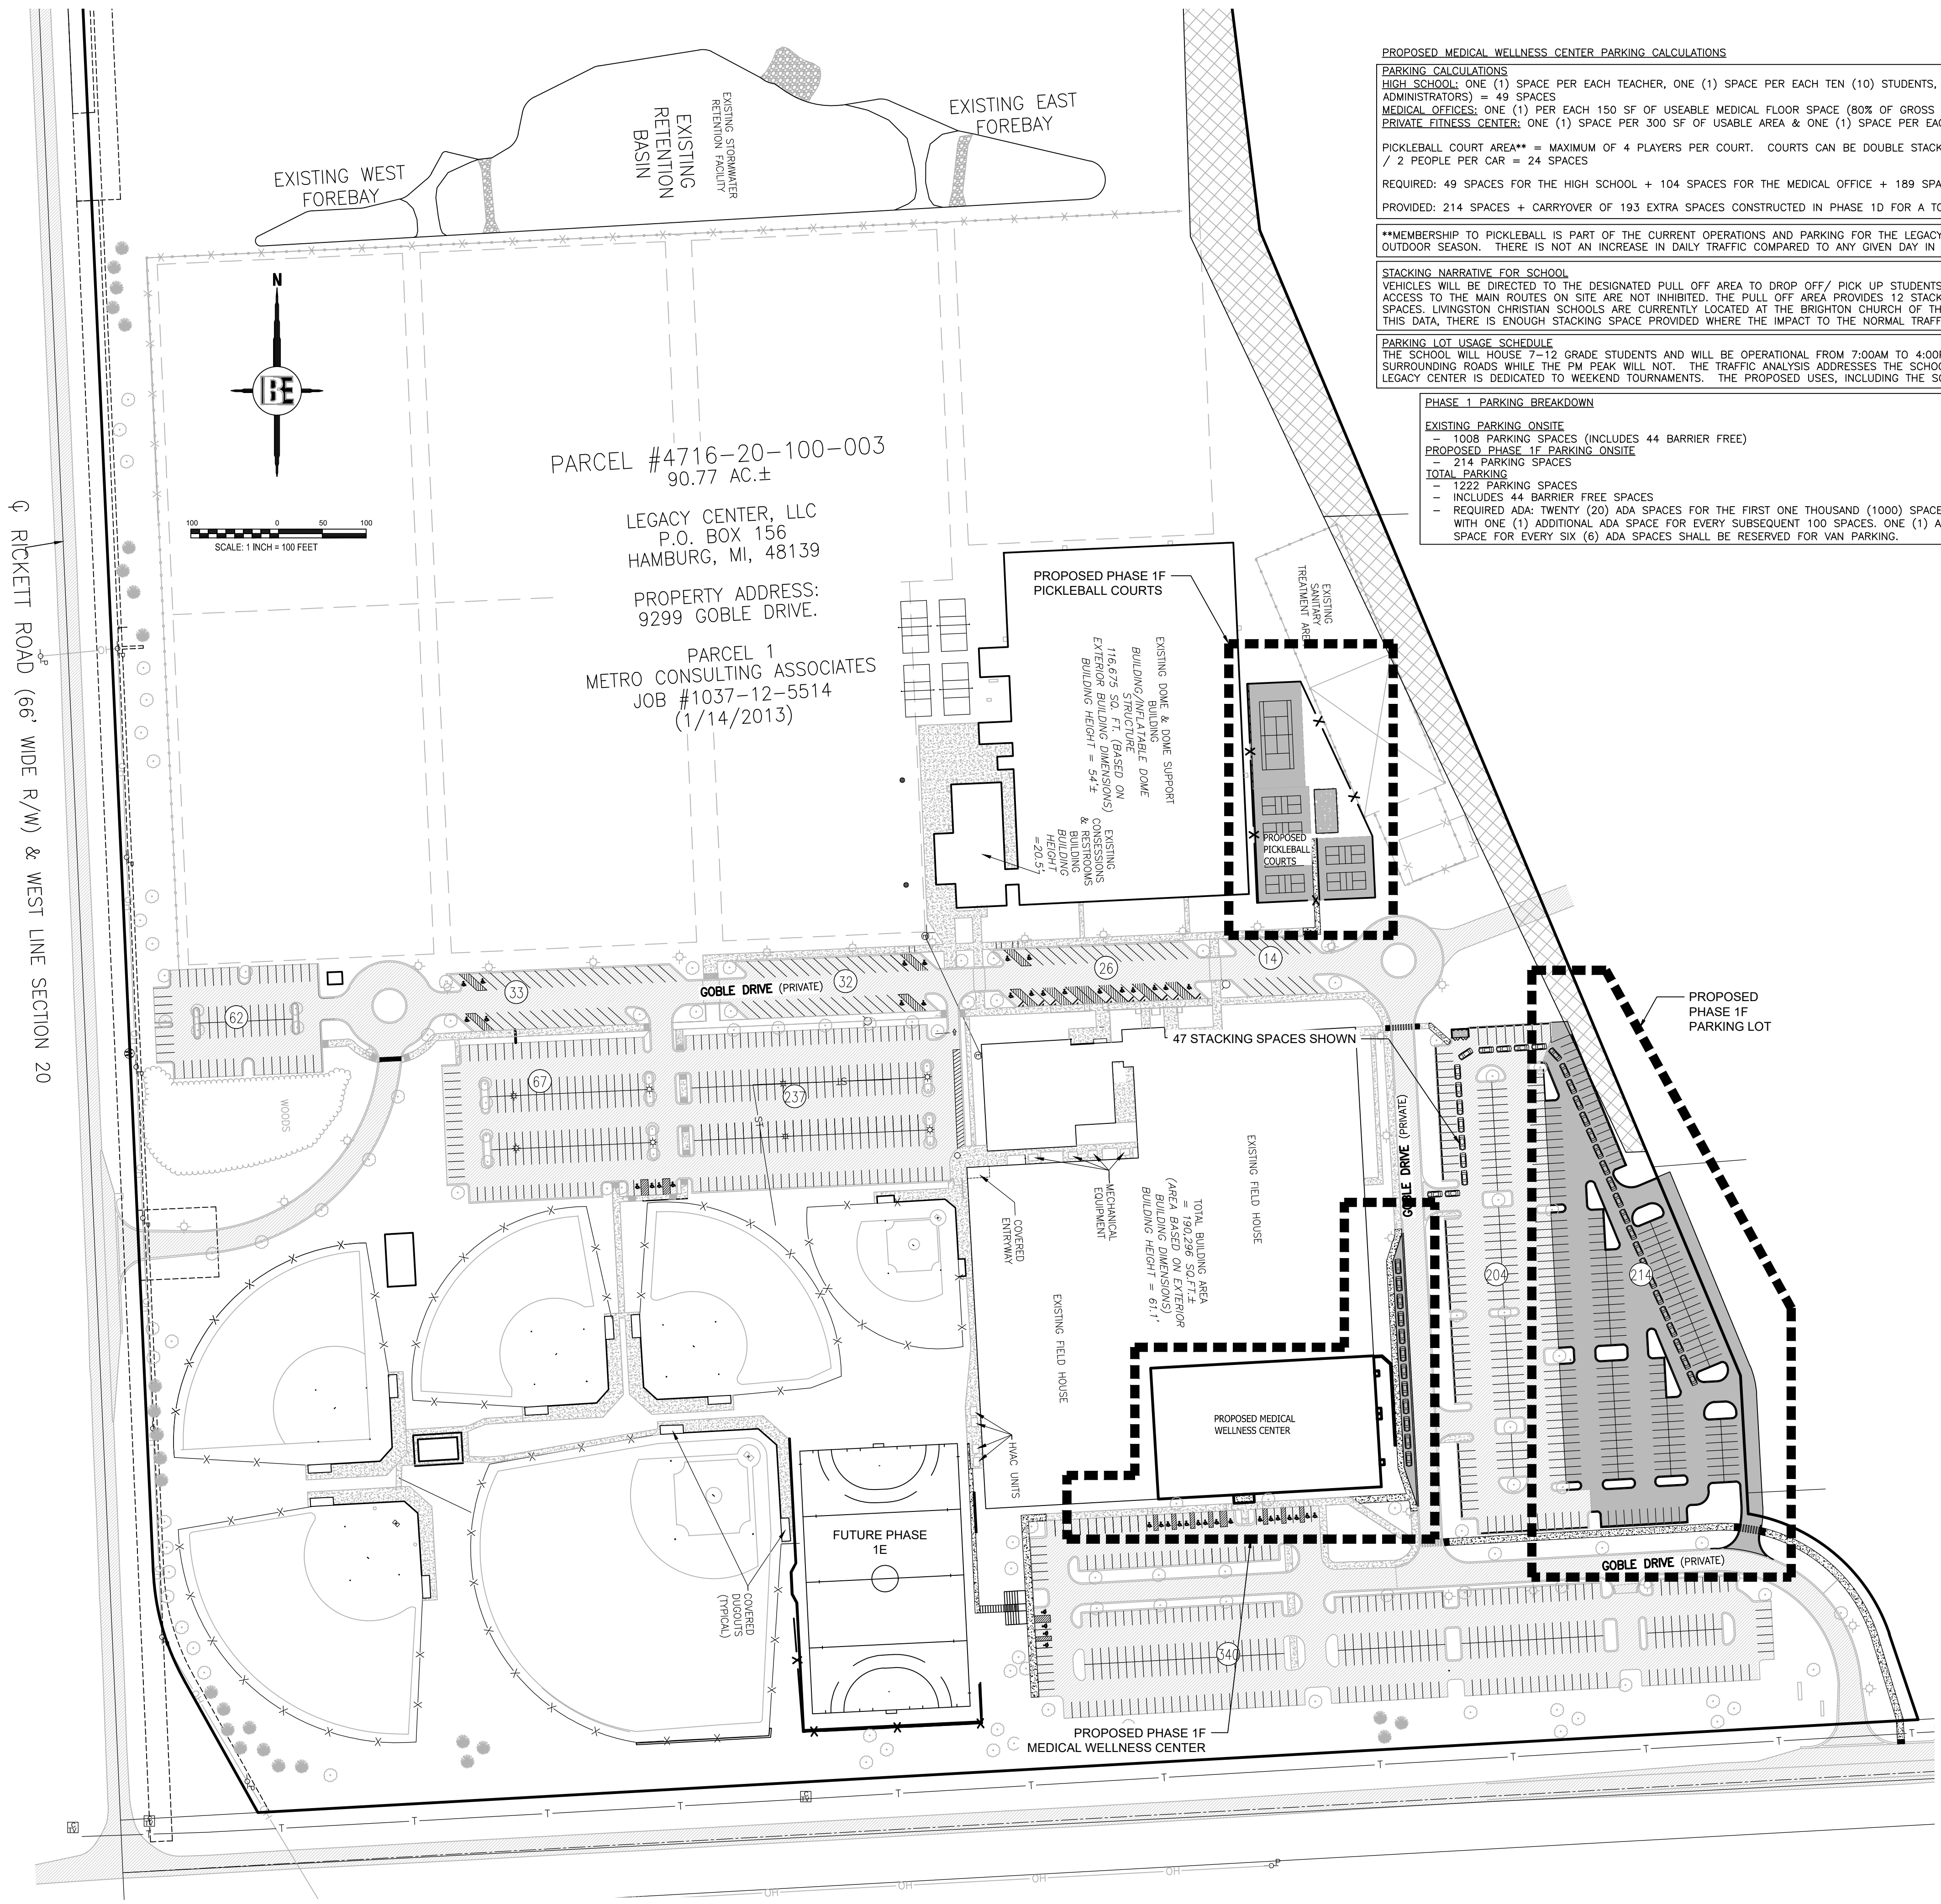 PROPOSED MEDICAL WELLNESS CENTER PARKING CALCULATIONS
PARKING CALCULATIONS
HIGH SCHOOL: ONE (1) SPACE PER EACH TEACHER, ONE (1) SPACE PER EACH TEN (10) STUDENTS,
ADMINISTRATORS) = 49 SPACES
MEDICAL OFFICES: ONE (1) PER EACH 150 SF OF USEABLE MEDICAL FLOOR SPACE (80% OF GROSS
PRIVATE FITNESS CENTER: ONE (1) SPACE PER 300 SF OF USABLE AREA & ONE (1) SPACE PER
PICKLEBALL COURT AREA** = MAXIMUM OF 4 PLAYERS PER COURT. COURTS CAN BE DOUBLE
/ 2 PEOPLE PER CAR = 24 SPACES
REQUIRED: 49 SPACES FOR THE HIGH SCHOOL + 104 SPACES FOR THE MEDICAL OFFICE + 189
PROVIDED: 214 SPACES + CARRYOVER OF 193 EXTRA SPACES CONSTRUCTED IN PHASE 1D FOR A
**MEMBERSHIP TO PICKLEBALL IS PART OF THE CURRENT OPERATIONS AND PARKING FOR THE LEGACY
OUTDOOR SEASON. THERE IS NOT AN INCREASE IN DAILY TRAFFIC COMPARED TO ANY GIVEN DAY IN
STACKING NARRATIVE FOR SCHOOL
VEHICLES WILL BE DIRECTED TO THE DESIGNATED PULL OFF AREA TO DROP OFF/ PICK UP STUDENTS
ACCESS TO THE MAIN ROUTES ON SITE ARE NOT INHIBITED. THE PULL OFF AREA PROVIDES 12
SPACES. LIVINGSTON CHRISTIAN SCHOOLS ARE CURRENTLY LOCATED AT THE BRIGHTON CHURCH OF
THIS DATA, THERE IS ENOUGH STACKING SPACE PROVIDED WHERE THE IMPACT TO THE NORMAL
PARKING LOT USAGE SCHEDULE
THE SCHOOL WILL HOUSE 7-12 GRADE STUDENTS AND WILL BE OPERATIONAL FROM 7:00AM TO
SURROUNDING ROADS WHILE THE PM PEAK WILL NOT. THE TRAFFIC ANALYSIS ADDRESSES THE
LEGACY CENTER IS DEDICATED TO WEEKEND TOURNAMENTS. THE PROPOSED USES, INCLUDING THE
PHASE 1 PARKING BREAKDOWN
EXISTING PARKING ONSITE
- 1008 PARKING SPACES (INCLUDES 44 BARRIER FREE)
PROPOSED PHASE 1F PARKING ONSITE
- 214 PARKING SPACES
TOTAL PARKING
- 1222 PARKING SPACES
- INCLUDES 44 BARRIER FREE SPACES
- REQUIRED ADA: TWENTY (20) ADA SPACES FOR THE FIRST ONE THOUSAND (1000)
WITH ONE (1) ADDITIONAL ADA SPACE FOR EVERY SUBSEQUENT 100 SPACES. ONE (1)
SPACE FOR EVERY SIX (6) ADA SPACES SHALL BE RESERVED FOR VAN PARKING.
EXISTING WEST
FOREBAY
EXISTING
RETENTION
BASIN
EXISTING STORMWATER
RETENTION FACILITY
EXISTING EAST
FOREBAY
N
BE
100 0 50 100
SCALE: 1 INCH = 100 FEET
PARCEL #4716-20-100-003
90.77 AC.±
LEGACY CENTER, LLC
P.O. BOX 156
HAMBURG, MI, 48139
PROPERTY ADDRESS:
9299 GOBLE DRIVE.
PARCEL 1
METRO CONSULTING ASSOCIATES
JOB #1037-12-5514
(1/14/2013)
℄ RICKETT ROAD (66' WIDE R/W) & WEST LINE SECTION 20
PROPOSED PHASE 1F
PICKLEBALL COURTS
EXISTING
SANITARY
TREATMENT AREA
EXISTING DOME & DOME SUPPORT
BUILDING
BUILDING/INFLATABLE DOME
STRUCTURE
116,675 SQ. FT. (BASED ON
EXTERIOR BUILDING DIMENSIONS)
BUILDING HEIGHT = 54'±
EXISTING
CONSESSIONS
& RESTROOMS
BUILDING
BUILDING
HEIGHT
=20.5'
PROPOSED
PICKLEBALL
COURTS
62
33
GOBLE DRIVE (PRIVATE)
32
26
14
67
237
ST
ST
WOODS
47 STACKING SPACES SHOWN
PROPOSED
PHASE 1F
PARKING LOT
GOBLE DRIVE (PRIVATE)
EXISTING FIELD HOUSE
MECHANICAL
EQUIPMENT
COVERED
ENTRYWAY
TOTAL BUILDING AREA
= 190,296 SQ.FT.±
(AREA BASED ON EXTERIOR
BUILDING DIMENSIONS)
BUILDING HEIGHT = 61.1'
EXISTING FIELD HOUSE
204
214
PROPOSED MEDICAL
WELLNESS CENTER
HVAC UNITS
FUTURE PHASE
1E
COVERED
DUGOUTS
(TYPICAL)
GOBLE DRIVE (PRIVATE)
340
PROPOSED PHASE 1F
MEDICAL WELLNESS CENTER
T T T T T T T T T T
OH OH OH OH